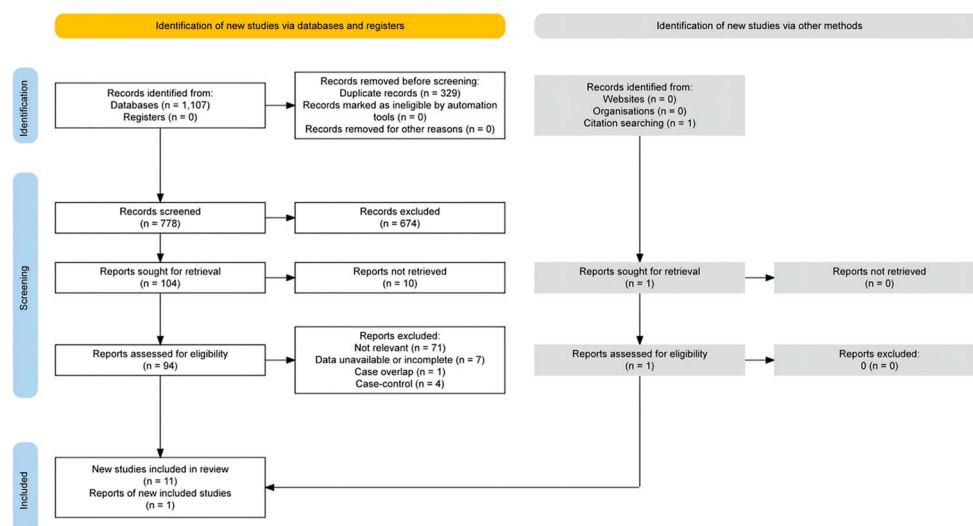 Identification of new studies via databases and registers
Identification of new studies via other methods
Identification
Records identified from:
Databases (n = 1,107)
Registers (n = 0)
Records removed before screening:
Duplicate records (n = 329)
Records marked as ineligible by automation
tools (n = 0)
Records removed for other reasons (n = 0)
Records identified from:
Websites (n = 0)
Organisations (n = 0)
Citation searching (n = 1)
Screening
Records screened
(n = 778)
Records excluded
(n = 674)
Reports sought for retrieval
(n = 104)
Reports not retrieved
(n = 10)
Reports sought for retrieval
(n = 1)
Reports not retrieved
(n = 0)
Reports assessed for eligibility
(n = 94)
Reports excluded:
Not relevant (n = 71)
Data unavailable or incomplete (n = 7)
Case overlap (n = 1)
Case-control (n = 4)
Reports assessed for eligibility
(n = 1)
Reports excluded:
0 (n = 0)
Included
New studies included in review
(n = 11)
Reports of new included studies
(n = 1)